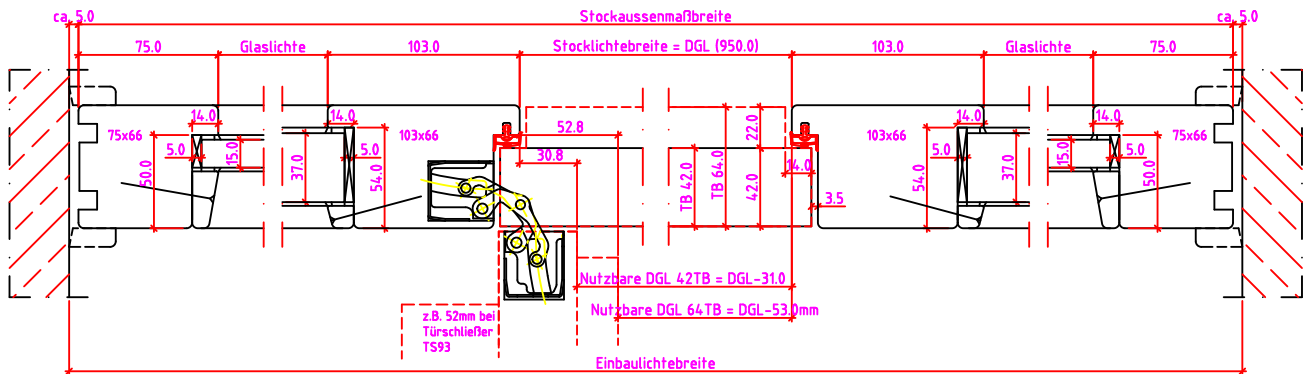 ca. 5.0
Stockaussenmaßbreite
ca. 5.0
75.0
Glaslichte
103.0
Stocklichtebreite = DGL (950.0)
103.0
Glaslichte
75.0
75x66
14.0
14.0
103x66
52.8
22.0
103x66
14.0
14.0
75x66
50.0
5.0
15.0
37.0
5.0
54.0
30.8
TB 42.0
TB 64.0
42.0
14.0
3.5
54.0
5.0
37.0
15.0
5.0
50.0
Nutzbare DGL 42TB = DGL-31.0
Nutzbare DGL 64TB = DGL-53.0mm
z.B. 52mm bei
Türschließer
TS93
Einbaulichtebreite